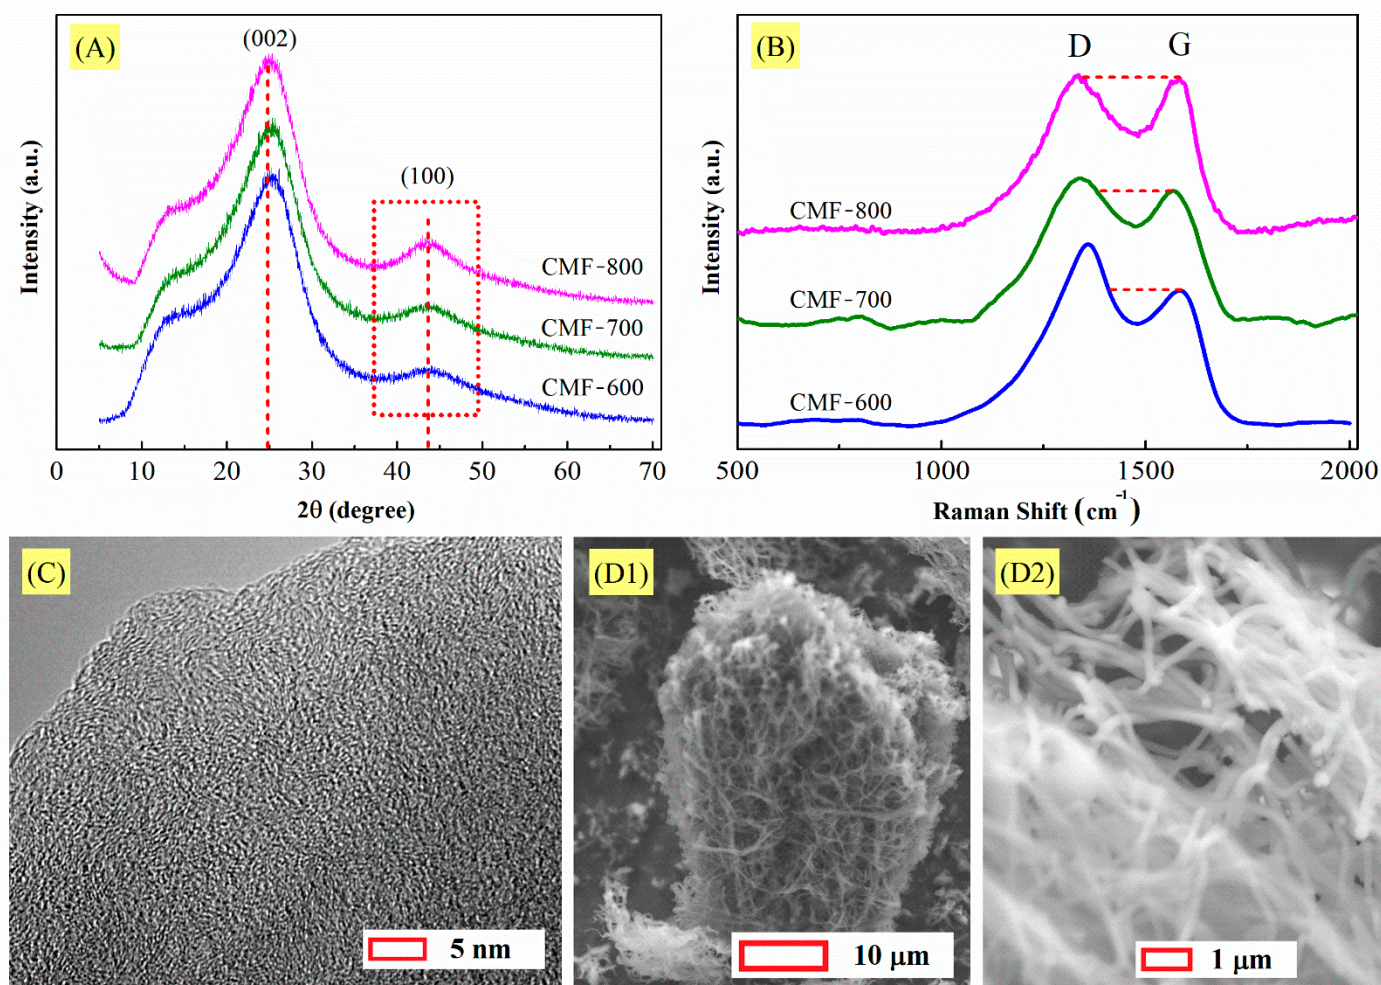 (A)
(002)
(100)
CMF-800
CMF-700
CMF-600
Intensity (a.u.)
0 10 20 30 40 50 60 70
2θ (degree)
(B)
D G
CMF-800
CMF-700
CMF-600
Intensity (a.u.)
500 1000 1500 2000
Raman Shift (cm⁻¹)
(C)
5 nm
(D1)
10 μm
(D2)
1 μm